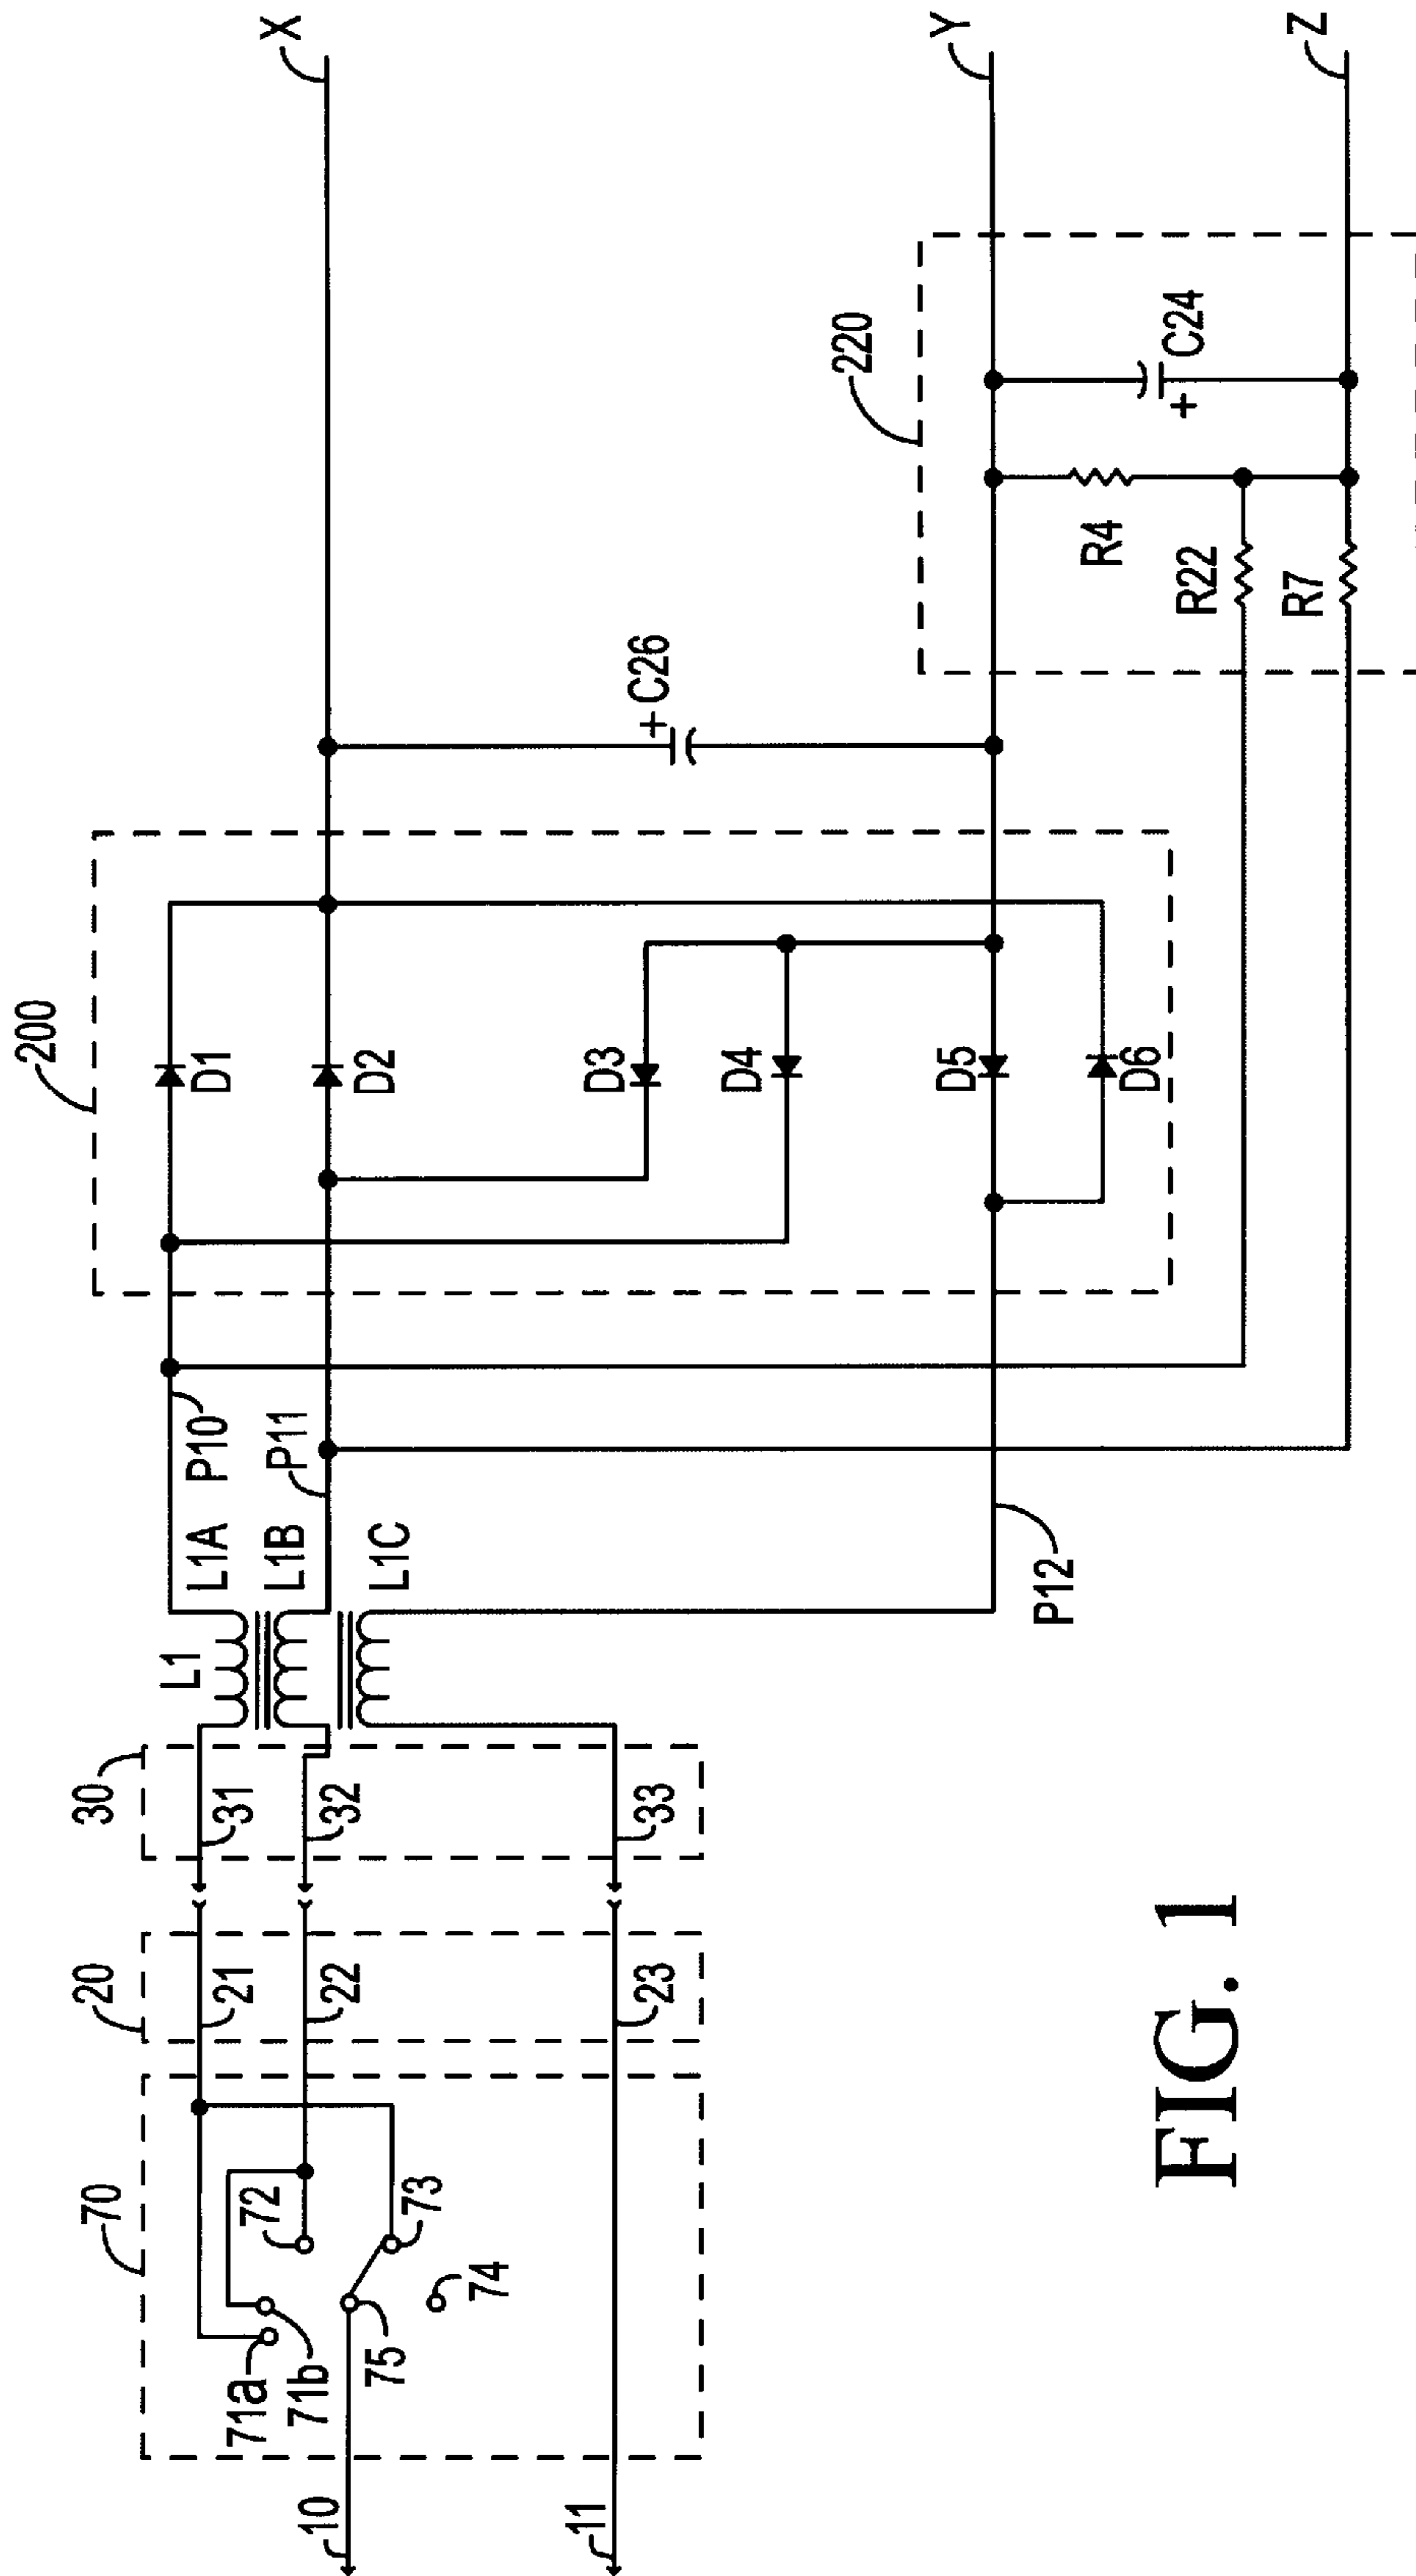 X
Y
Z
220
C24
+
R4
R22
R7
+ C26
200
D1
D2
D3
D4
D5
D6
P10
P11
P12
L1
L1A
L1B
L1C
30
31
32
33
20
21
22
23
70
71a
71b
72
73
74
75
10
11
FIG. 1